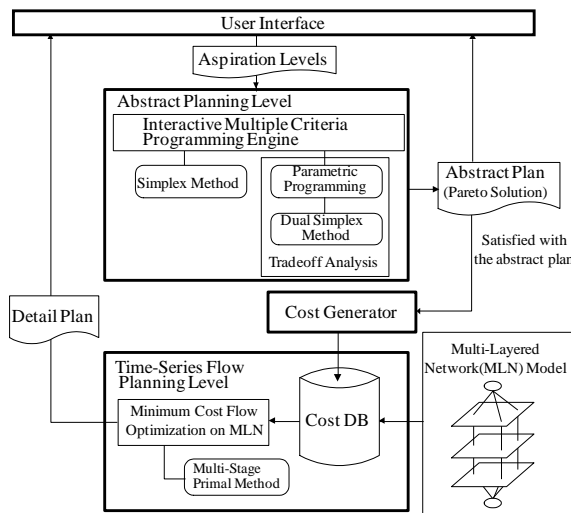 User Interface
Aspiration Levels
Abstract Planning Level
Interactive Multiple Criteria
Programming Engine
Simplex Method
Parametric
Programming
Dual Simplex
Method
Tradeoff Analysis
Abstract Plan
(Pareto Solution)
Satisfied with
the abstract plan
Cost Generator
Detail Plan
Time-Series Flow
Planning Level
Minimum Cost Flow
Optimization on MLN
Multi-Stage
Primal Method
Cost DB
Multi-Layered
Network(MLN) Model